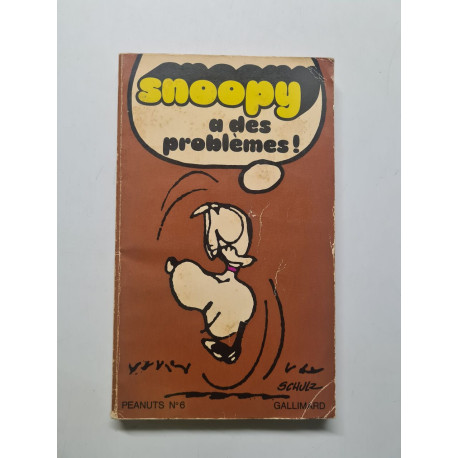 snoopy
a des
problèmes!
SCHULZ
PEANUTS N°6
GALLIMARD